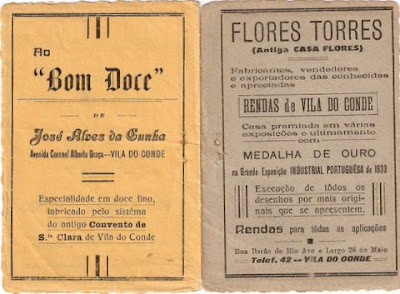 Ao
"Bom Doce"
DE
José Alves da Cunha
Avenida Coronel Alberto Graça--VILA DO CONDE
Especialidade em doce fino,
fabricado pelo sistêma
do antigo Convento de
S.ta Clara de Vila do Conde
FLORES TORRES
(Antiga CASA FLORES)
Fabricantes, vendedores
e exportadores das conhecidas
e apreciadas
RENDAS de VILA DO CONDE
Casa premiada em várias
exposições e ultimamente
com
MEDALHA DE OURO
na Grande Exposição INDUSTRIAL PORTUGUÊSA de 1933
Execução de todos os
desenhos por mais origi-
nais que se apresentem.
Rendas para tôdas as aplicações
Rua Barão do Rio Ave e Largo 28 de Maio
Telef. 42 -- VILA DO CONDE